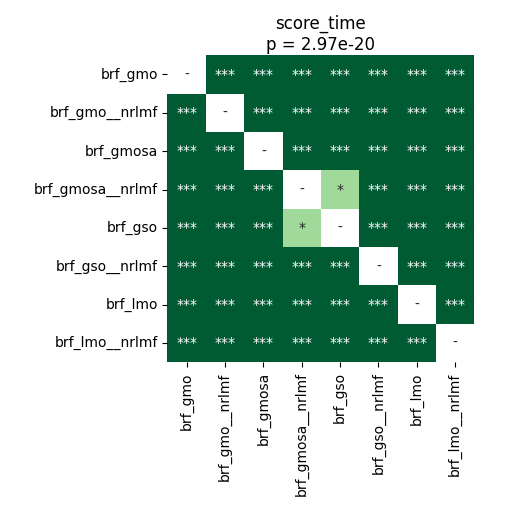 score_time
p = 2.97e-20
brf_gmo - *** *** *** *** *** *** ***
brf_gmo__nrlmf *** - *** *** *** *** *** ***
brf_gmosa *** *** - *** *** *** *** ***
brf_gmosa__nrlmf *** *** *** - * *** *** ***
brf_gso *** *** *** * - *** *** ***
brf_gso__nrlmf *** *** *** *** *** - *** ***
brf_lmo *** *** *** *** *** *** - ***
brf_lmo__nrlmf *** *** *** *** *** *** *** -
brf_gmo
brf_gmo__nrlmf
brf_gmosa
brf_gmosa__nrlmf
brf_gso
brf_gso__nrlmf
brf_lmo
brf_lmo__nrlmf